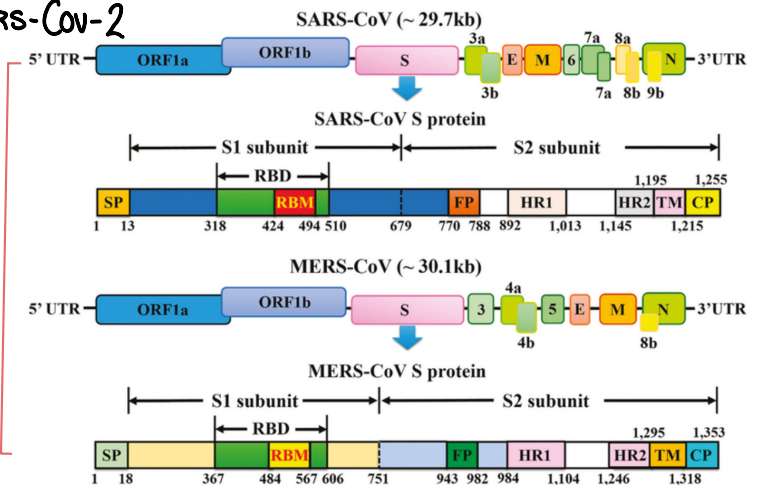 RS-Cov-2
SARS-CoV (~ 29.7kb)
3a 7a 8a
5' UTR ORF1a ORF1b S E M 6 N 3'UTR
3b 7a 8b 9b
SARS-CoV S protein
S1 subunit S2 subunit
RBD 1,195 1,255
SP RBM FP HR1 HR2 TM CP
1 13 318 424 494 510 679 770 788 892 1,013 1,145 1,215
MERS-CoV (~ 30.1kb)
4a
5' UTR ORF1a ORF1b S 3 5 E M N 3'UTR
4b 8b
MERS-CoV S protein
S1 subunit S2 subunit
RBD 1,295 1,353
SP RBM FP HR1 HR2 TM CP
1 18 367 484 567 606 751 943 982 984 1,104 1,246 1,318